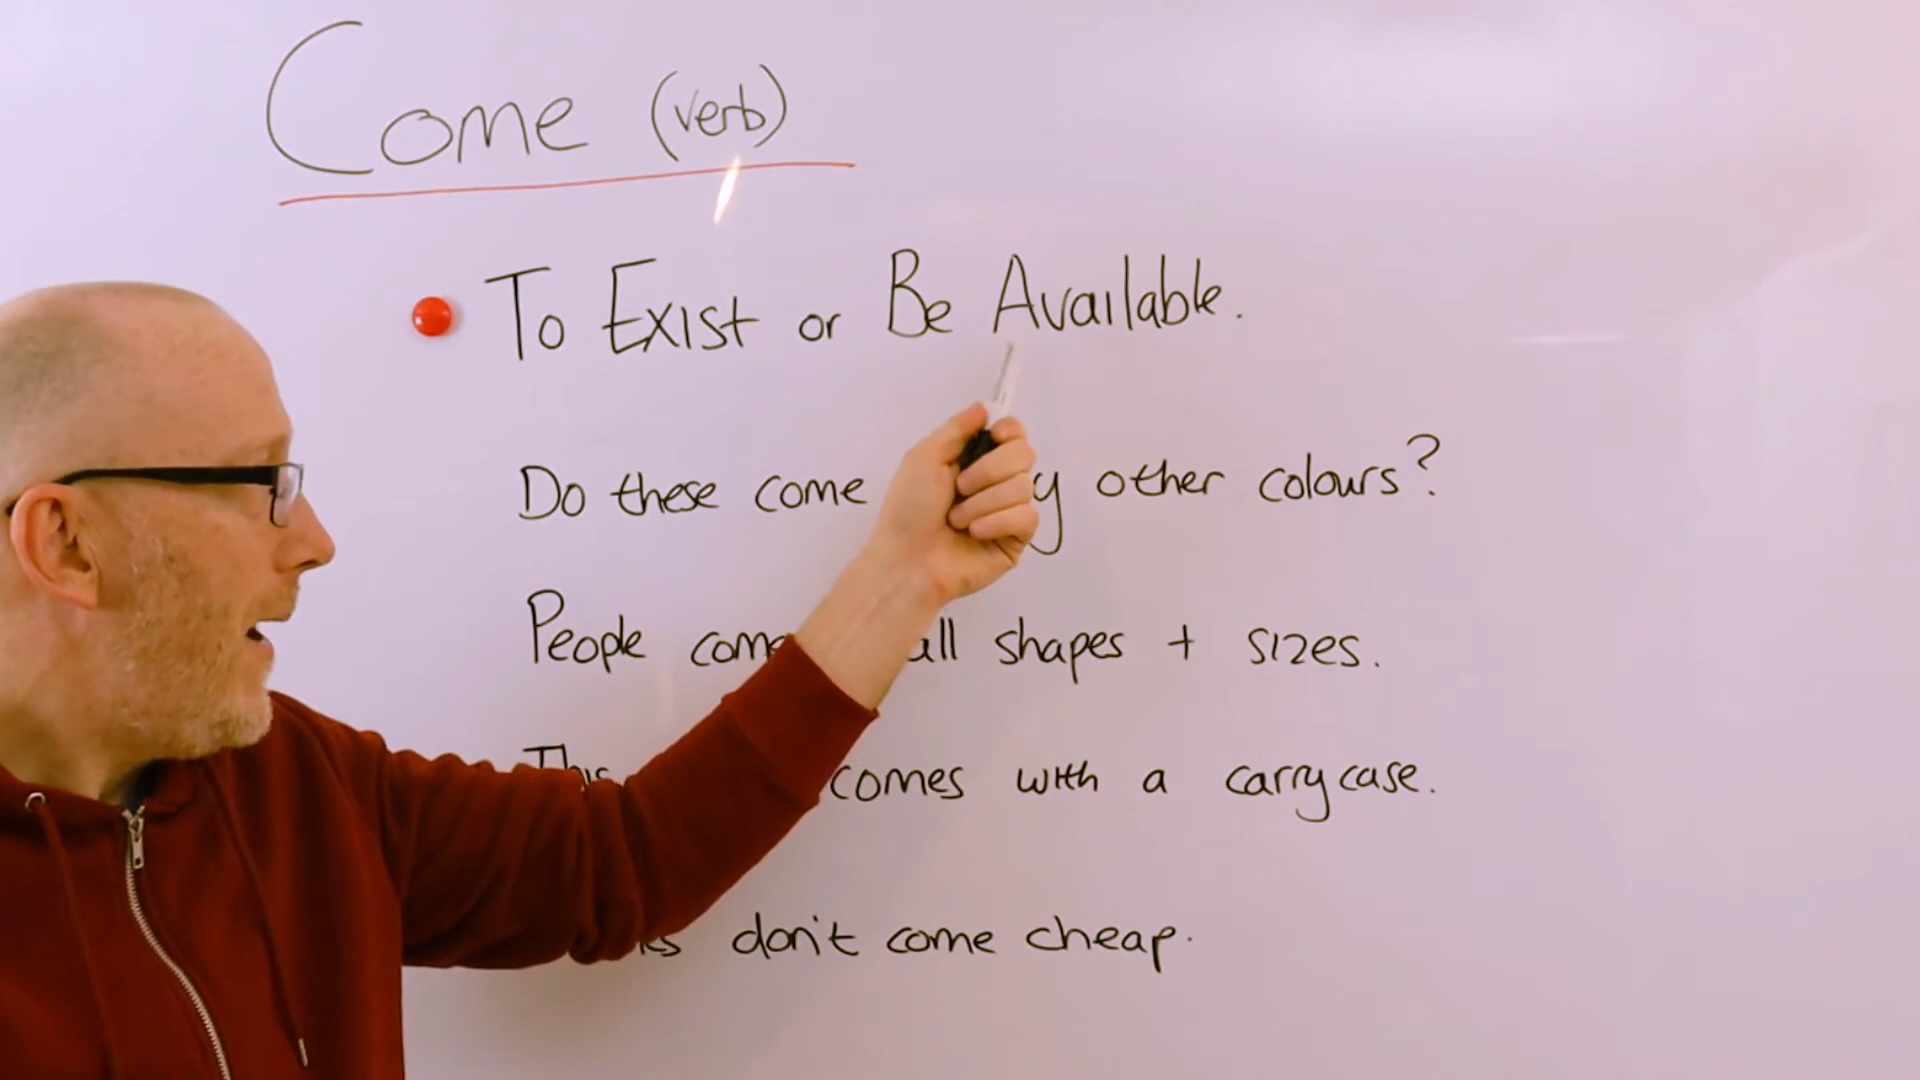 Come (verb)
To Exist or Be Available.
Do these come other colours?
People come all shapes + sizes.
This comes with a carry case.
don't come cheap.